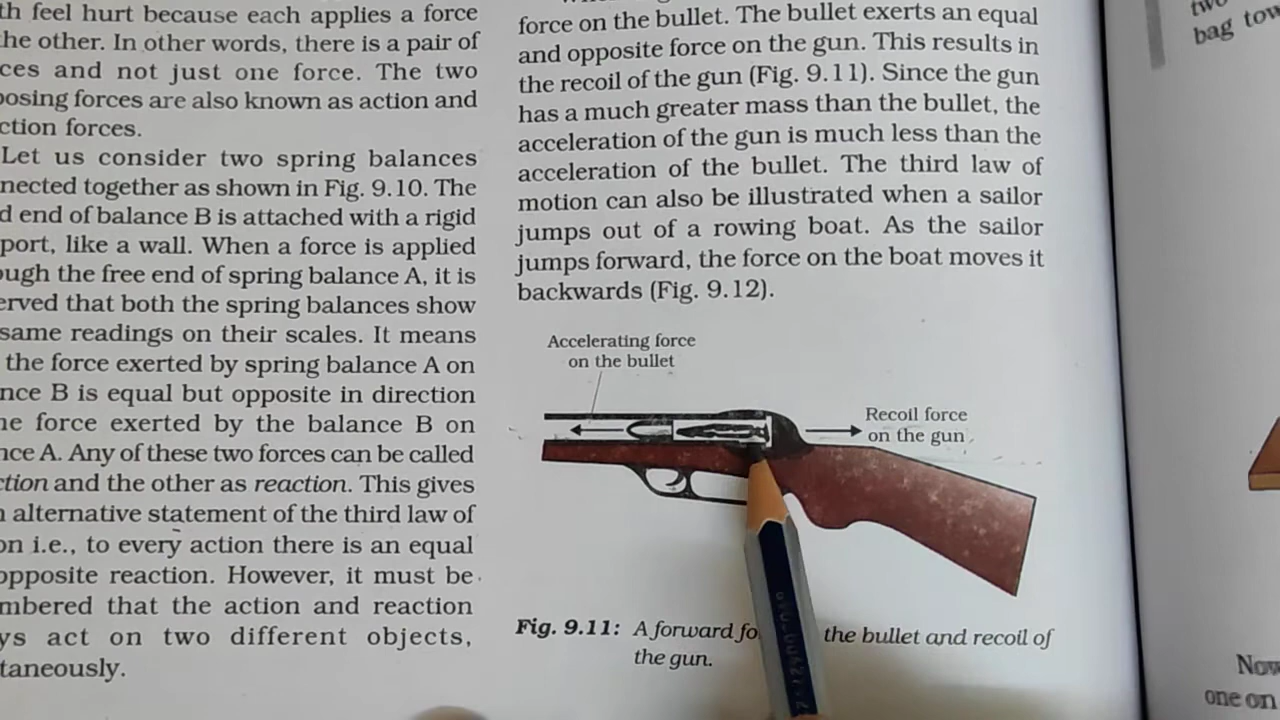 th feel hurt because each applies a force
the other. In other words, there is a pair of
ces and not just one force. The two
posing forces are also known as action and
ction forces.
Let us consider two spring balances
nected together as shown in Fig. 9.10. The
d end of balance B is attached with a rigid
port, like a wall. When a force is applied
ough the free end of spring balance A, it is
erved that both the spring balances show
same readings on their scales. It means
the force exerted by spring balance A on
nce B is equal but opposite in direction
he force exerted by the balance B on
nce A. Any of these two forces can be called
ction and the other as reaction. This gives
n alternative statement of the third law of
on i.e., to every action there is an equal
opposite reaction. However, it must be
mbered that the action and reaction
ys act on two different objects,
taneously.
force on the bullet. The bullet exerts an equal
and opposite force on the gun. This results in
the recoil of the gun (Fig. 9.11). Since the gun
has a much greater mass than the bullet, the
acceleration of the gun is much less than the
acceleration of the bullet. The third law of
motion can also be illustrated when a sailor
jumps out of a rowing boat. As the sailor
jumps forward, the force on the boat moves it
backwards (Fig. 9.12).
Accelerating force
on the bullet
Recoil force
on the gun
Fig. 9.11: A forward fo the bullet and recoil of
the gun.
two
bag tow
Now
one on